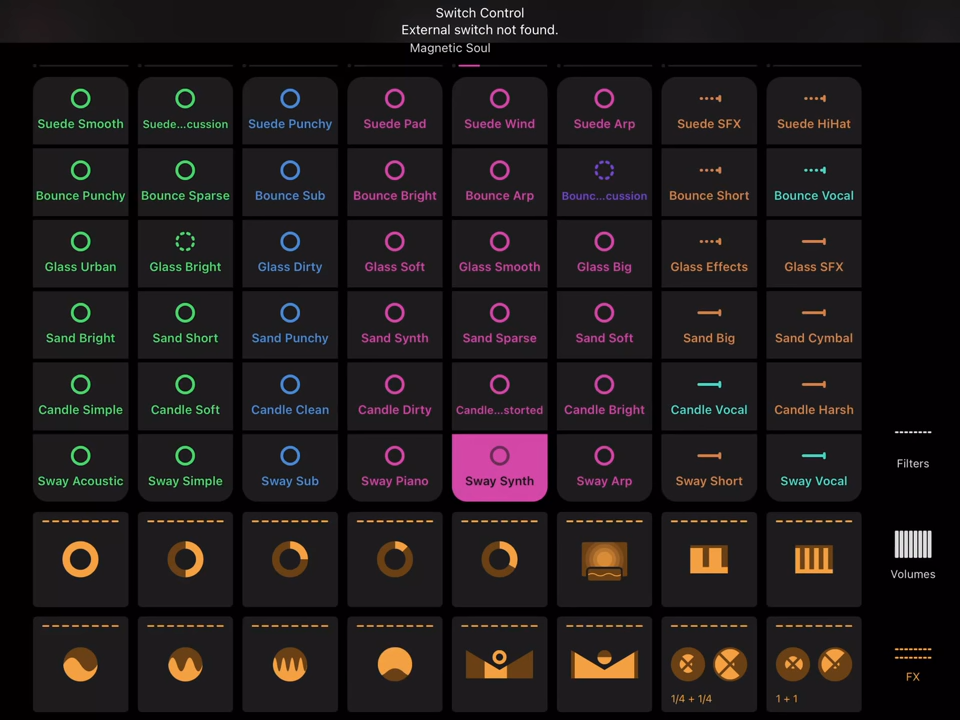 Switch Control
External switch not found.
Magnetic Soul
Suede Smooth
Suede...cussion
Suede Punchy
Suede Pad
Suede Wind
Suede Arp
Suede SFX
Suede HiHat
Bounce Punchy
Bounce Sparse
Bounce Sub
Bounce Bright
Bounce Arp
Bounc...cussion
Bounce Short
Bounce Vocal
Glass Urban
Glass Bright
Glass Dirty
Glass Soft
Glass Smooth
Glass Big
Glass Effects
Glass SFX
Sand Bright
Sand Short
Sand Punchy
Sand Synth
Sand Sparse
Sand Soft
Sand Big
Sand Cymbal
Candle Simple
Candle Soft
Candle Clean
Candle Dirty
Candle...storted
Candle Bright
Candle Vocal
Candle Harsh
Filters
Sway Acoustic
Sway Simple
Sway Sub
Sway Piano
Sway Synth
Sway Arp
Sway Short
Sway Vocal
Volumes
FX
1/4 + 1/4
1 + 1